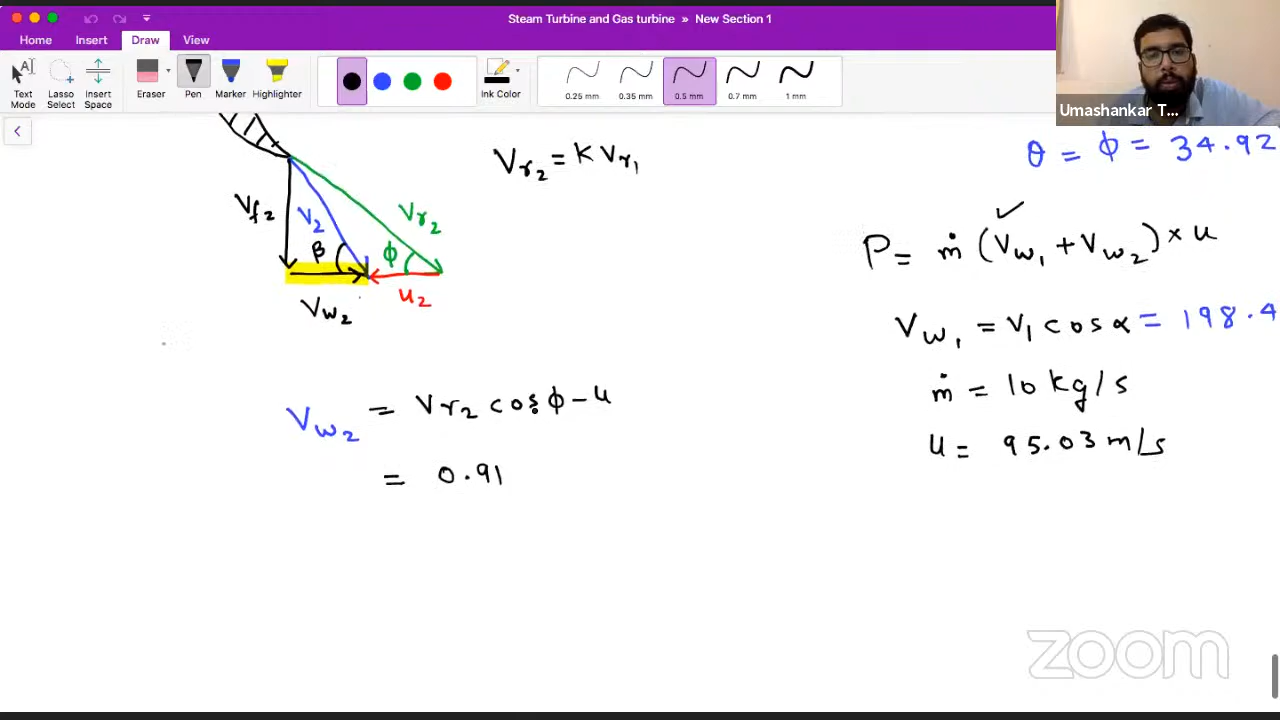 Steam Turbine and Gas turbine » New Section 1
Home Insert Draw View
Text Mode Lasso Select Insert Space Eraser Pen Marker Highlighter Ink Color 0.25 mm 0.35 mm 0.5 mm 0.7 mm 1 mm
Umashankar T...
Vr₂ = K Vr₁
Vf₂ V₂ Vr₂
β ϕ
Vw₂ u₂
Vw₂ = Vr₂ cos ϕ - u
= 0.91
θ = ϕ = 34.92
✓
P = ṁ (Vw₁ + Vw₂) × u
Vw₁ = V₁ cos α = 198.4
ṁ = 10 kg/s
u = 95.03 m/s
zoom